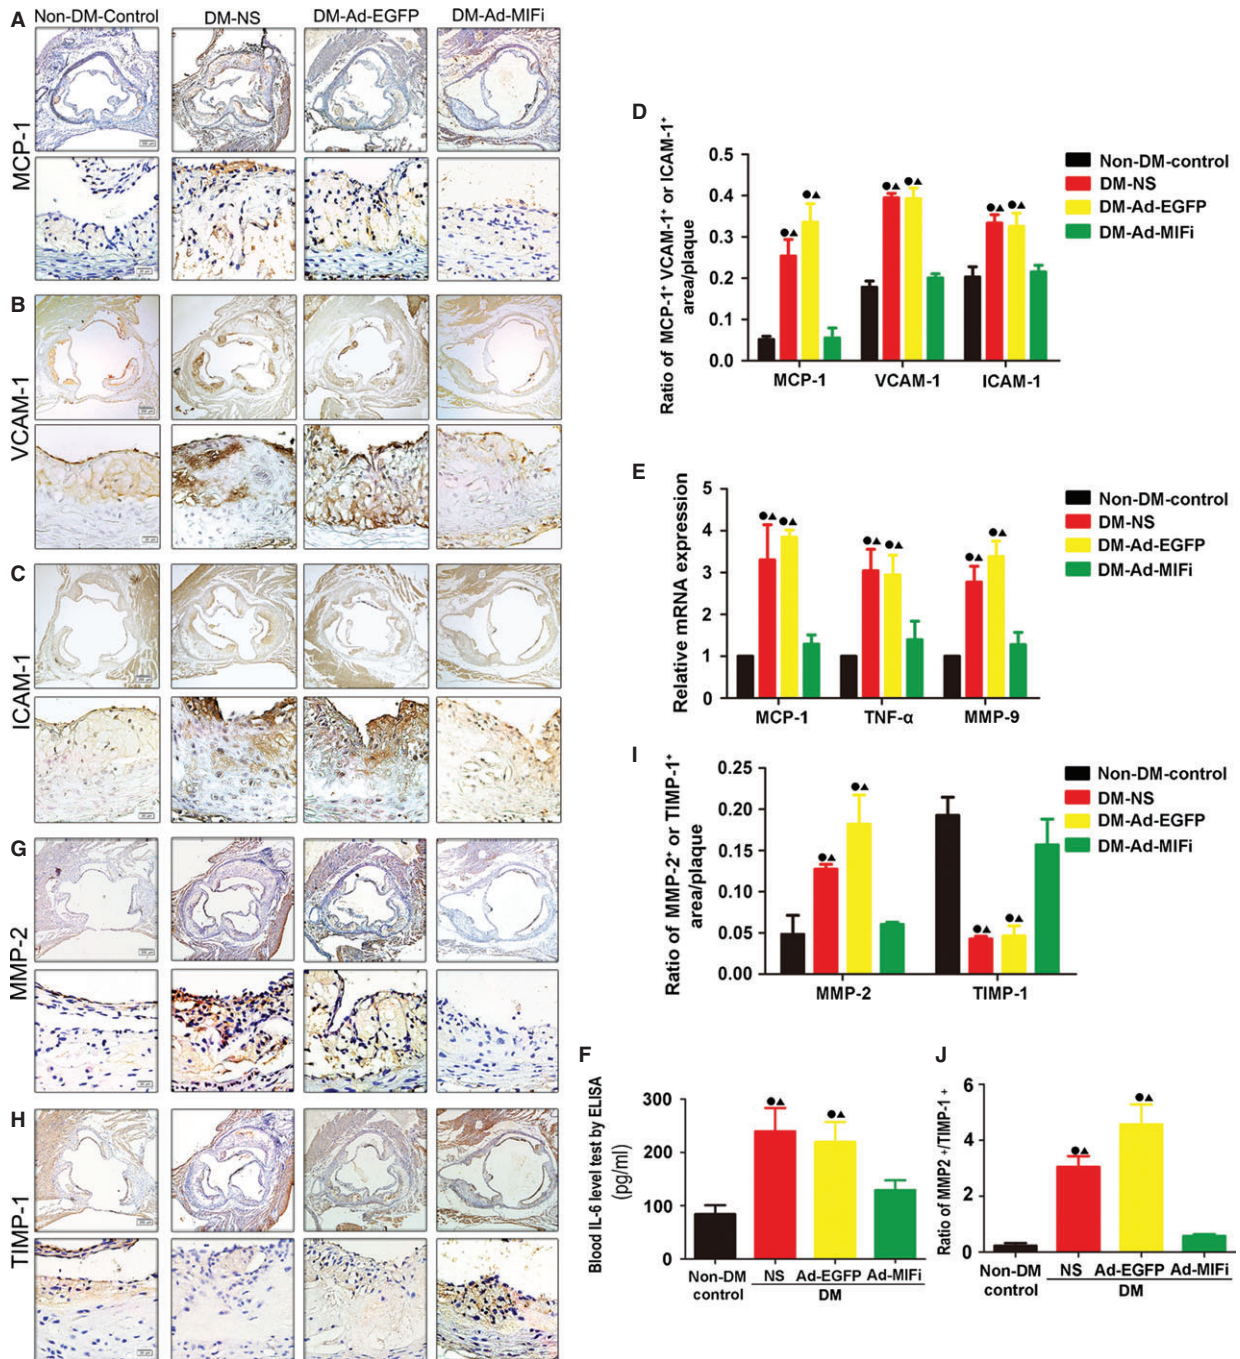 A
Non-DM-Control
DM-NS
DM-Ad-EGFP
DM-Ad-MIFi
MCP-1
B
VCAM-1
C
ICAM-1
G
MMP-2
H
TIMP-1
D
Ratio of MCP-1⁺ VCAM-1⁺ or ICAM-1⁺
area/plaque
0.5
0.4
0.3
0.2
0.1
0.0
●▲ ●▲ ●▲ ●▲ ●▲ ●▲
MCP-1 VCAM-1 ICAM-1
Non-DM-control
DM-NS
DM-Ad-EGFP
DM-Ad-MIFi
E
Relative mRNA expression
5
4
3
2
1
0
●▲ ●▲ ●▲ ●▲ ●▲ ●▲
MCP-1 TNF-α MMP-9
Non-DM-control
DM-NS
DM-Ad-EGFP
DM-Ad-MIFi
I
Ratio of MMP-2⁺ or TIMP-1⁺
area/plaque
0.25
0.20
0.15
0.10
0.05
0.00
●▲ ●▲ ●▲ ●▲
MMP-2 TIMP-1
Non-DM-control
DM-NS
DM-Ad-EGFP
DM-Ad-MIFi
F
Blood IL-6 level test by ELISA
(pg/ml)
300
200
100
0
●▲ ●▲
Non-DM NS Ad-EGFP Ad-MIFi
control DM
J
Ratio of MMP2 +/TIMP-1 +
6
4
2
0
●▲ ●▲
Non-DM NS Ad-EGFP Ad-MIFi
control DM